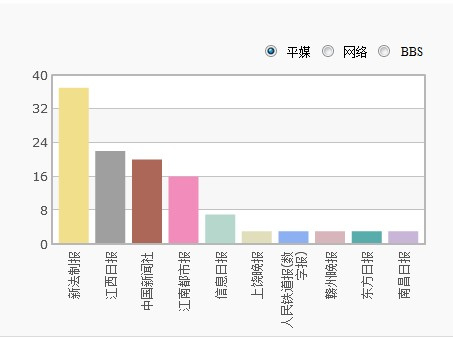 平媒 网络 BBS
40
32
24
16
8
0
新法制报
江西日报
中国新闻社
江南都市报
信息日报
上饶晚报
人民铁道报(数
字报)
赣州晚报
东方日报
南昌日报